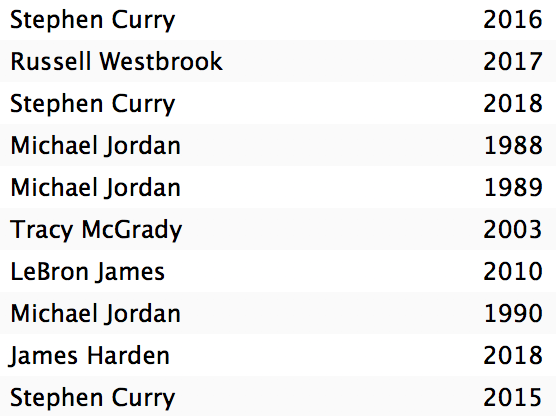 Stephen Curry 2016
Russell Westbrook 2017
Stephen Curry 2018
Michael Jordan 1988
Michael Jordan 1989
Tracy McGrady 2003
LeBron James 2010
Michael Jordan 1990
James Harden 2018
Stephen Curry 2015